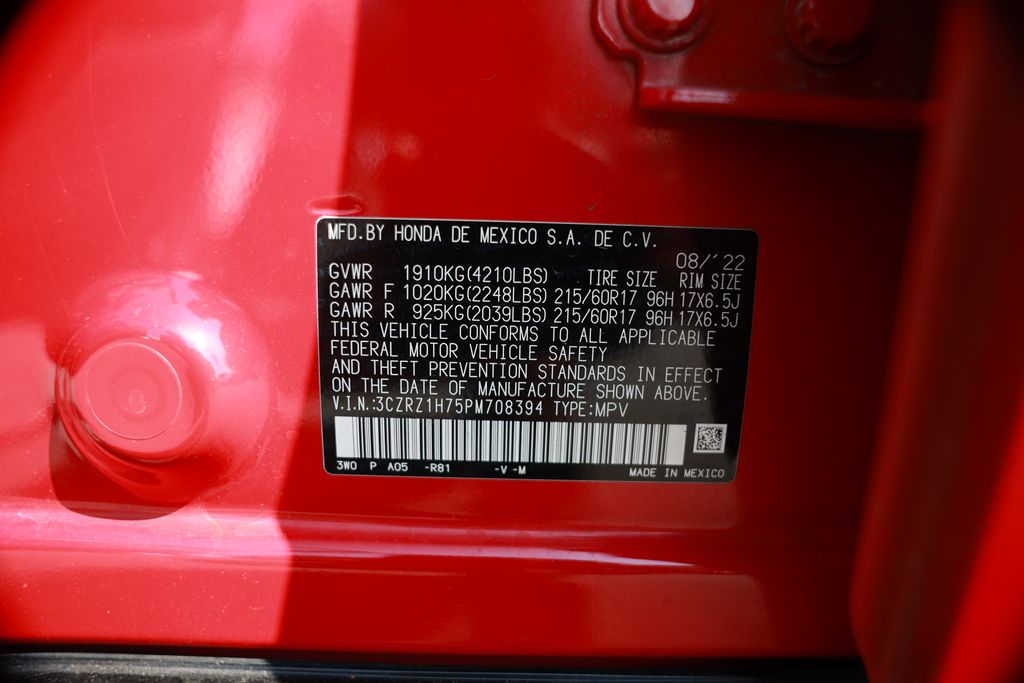 MFD.BY HONDA DE MEXICO S.A. DE C.V.
08/'22
GVWR 1910KG(4210LBS) TIRE SIZE RIM SIZE
GAWR F 1020KG(2248LBS) 215/60R17 96H 17X6.5J
GAWR R 925KG(2039LBS) 215/60R17 96H 17X6.5J
THIS VEHICLE CONFORMS TO ALL APPLICABLE
FEDERAL MOTOR VEHICLE SAFETY
AND THEFT PREVENTION STANDARDS IN EFFECT
ON THE DATE OF MANUFACTURE SHOWN ABOVE.
V.I.N.:3CZRZ1H75PM708394 TYPE:MPV
3W0 P A05 -R81 -V -M MADE IN MEXICO